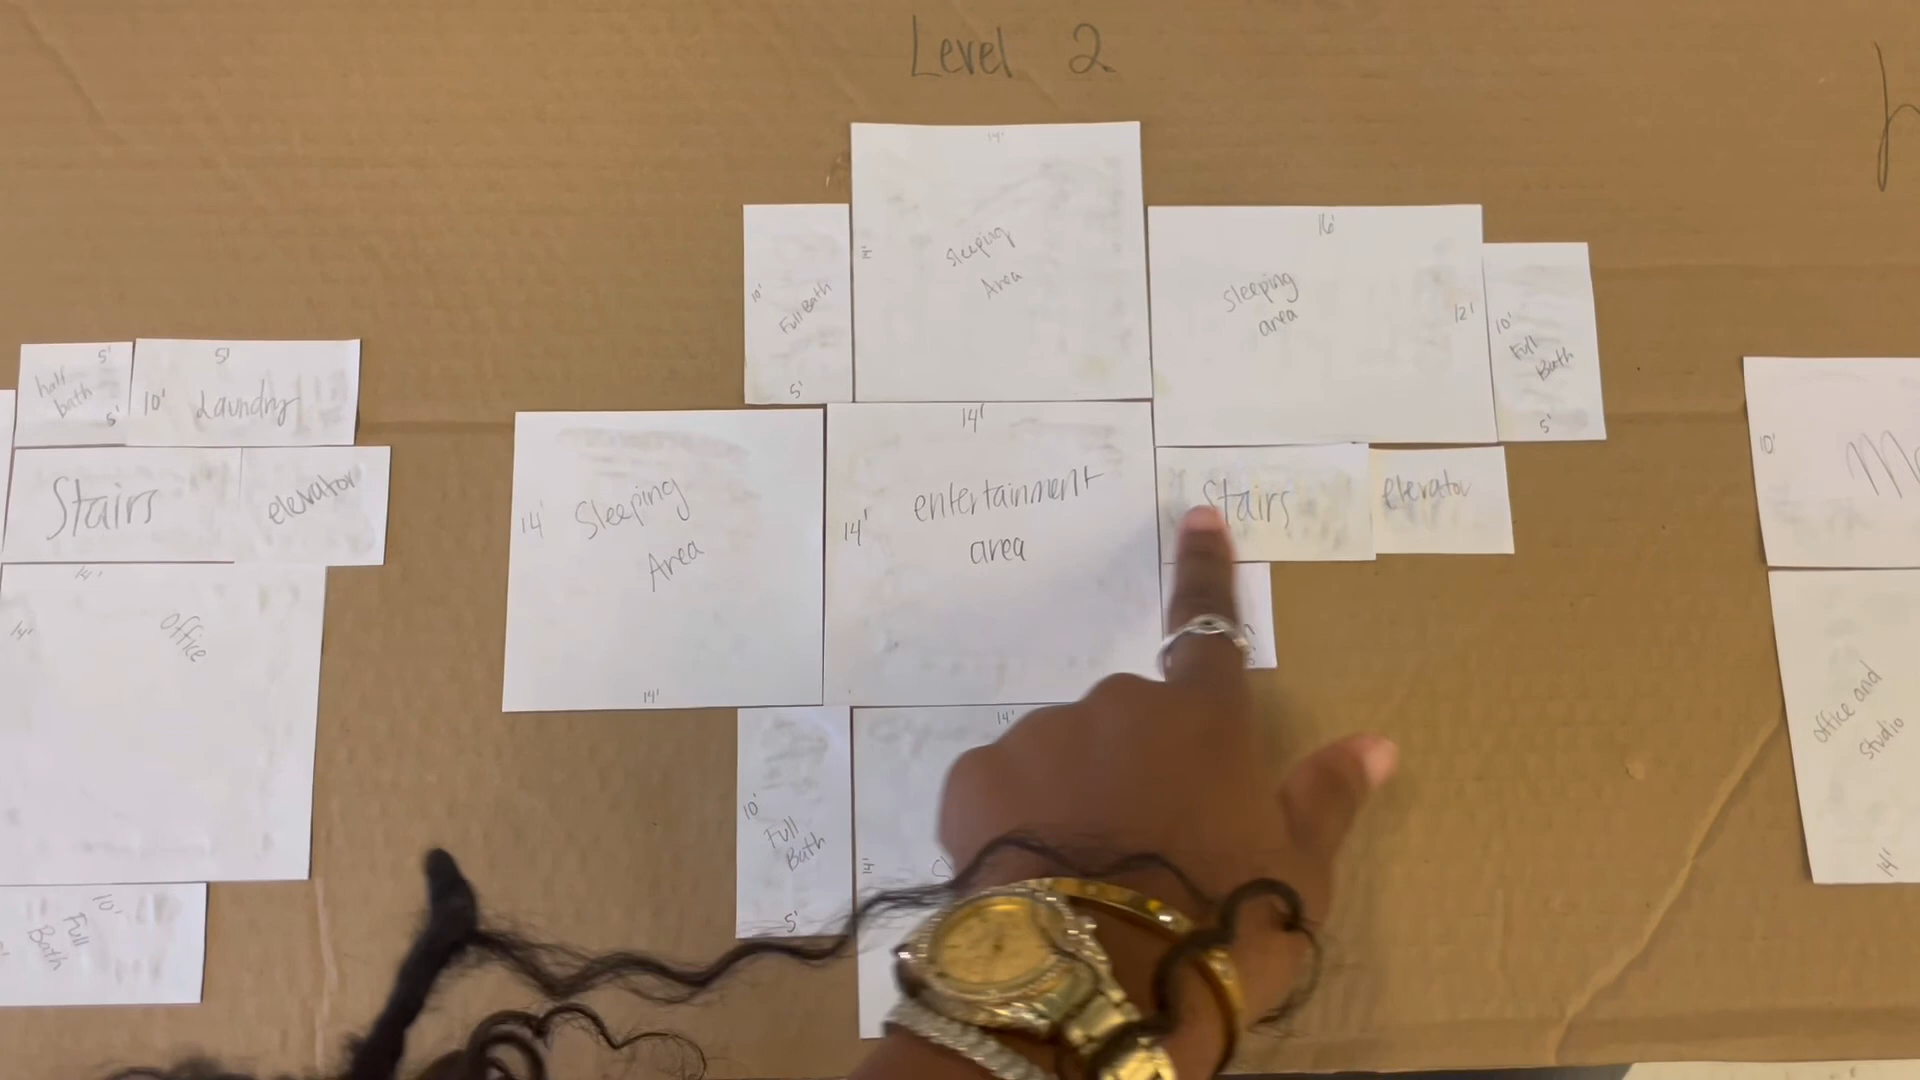 Level 2
14'
14'
sleeping
Area
10'
Full Bath
5'
16'
Sleeping
area
12'
10'
Full
Bath
5'
half
bath
5'
5'
5'
10'
Laundry
Stairs
elevator
14'
14'
office
10'
Full
Bath
14'
Sleeping
Area
14'
14'
14'
entertainment
area
Stairs
elevator
14'
14'
10'
Full
Bath
5'
10'
office and
studio
14'